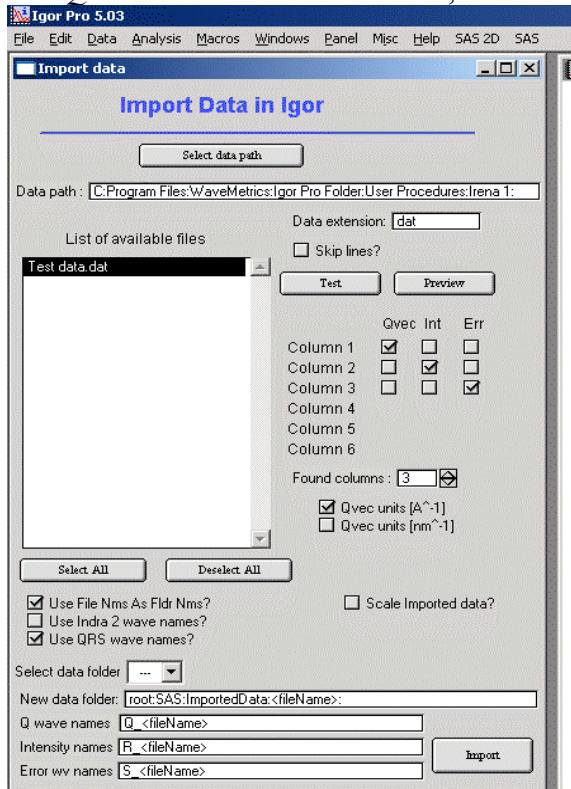 Igor Pro 5.03
File Edit Data Analysis Macros Windows Panel Misc Help SAS 2D SAS
Import data
Import Data in Igor
Select data path
Data path : C:Program Files:WaveMetrics:Igor Pro Folder:User Procedures:Irena 1:
Data extension: dat
List of available files
Skip lines?
Test data.dat
Test Preview
Qvec Int Err
Column 1
Column 2
Column 3
Column 4
Column 5
Column 6
Found columns : 3
Qvec units [A^-1]
Qvec units [nm^-1]
Select All Deselect All
Use File Nms As Fldr Nms?
Scale Imported data?
Use Indra 2 wave names?
Use QRS wave names?
Select data folder ---
New data folder: root:SAS:ImportedData:<fileName>:
Q wave names Q_<fileName>
Intensity names R_<fileName>
Import
Error wv names S_<fileName>